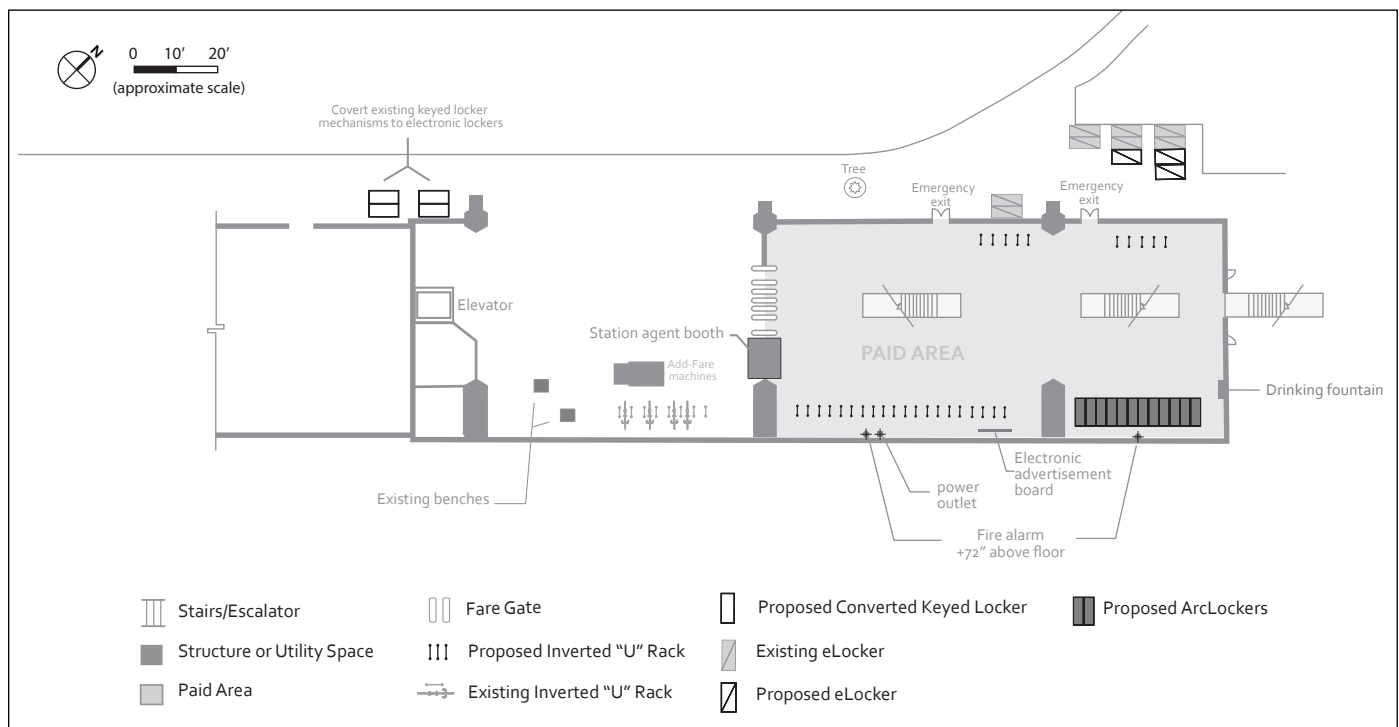 N
0 10’ 20’
(approximate scale)
Covert existing keyed locker
mechanisms to electronic lockers
Tree
Emergency
exit
Emergency
exit
Elevator
Station agent booth
Add-Fare
machines
PAID AREA
Drinking fountain
Existing benches
power
outlet
Electronic
advertisement
board
Fire alarm
+72” above floor
Stairs/Escalator
Structure or Utility Space
Paid Area
Fare Gate
Proposed Inverted “U” Rack
Existing Inverted “U” Rack
Proposed Converted Keyed Locker
Existing eLocker
Proposed eLocker
Proposed ArcLockers